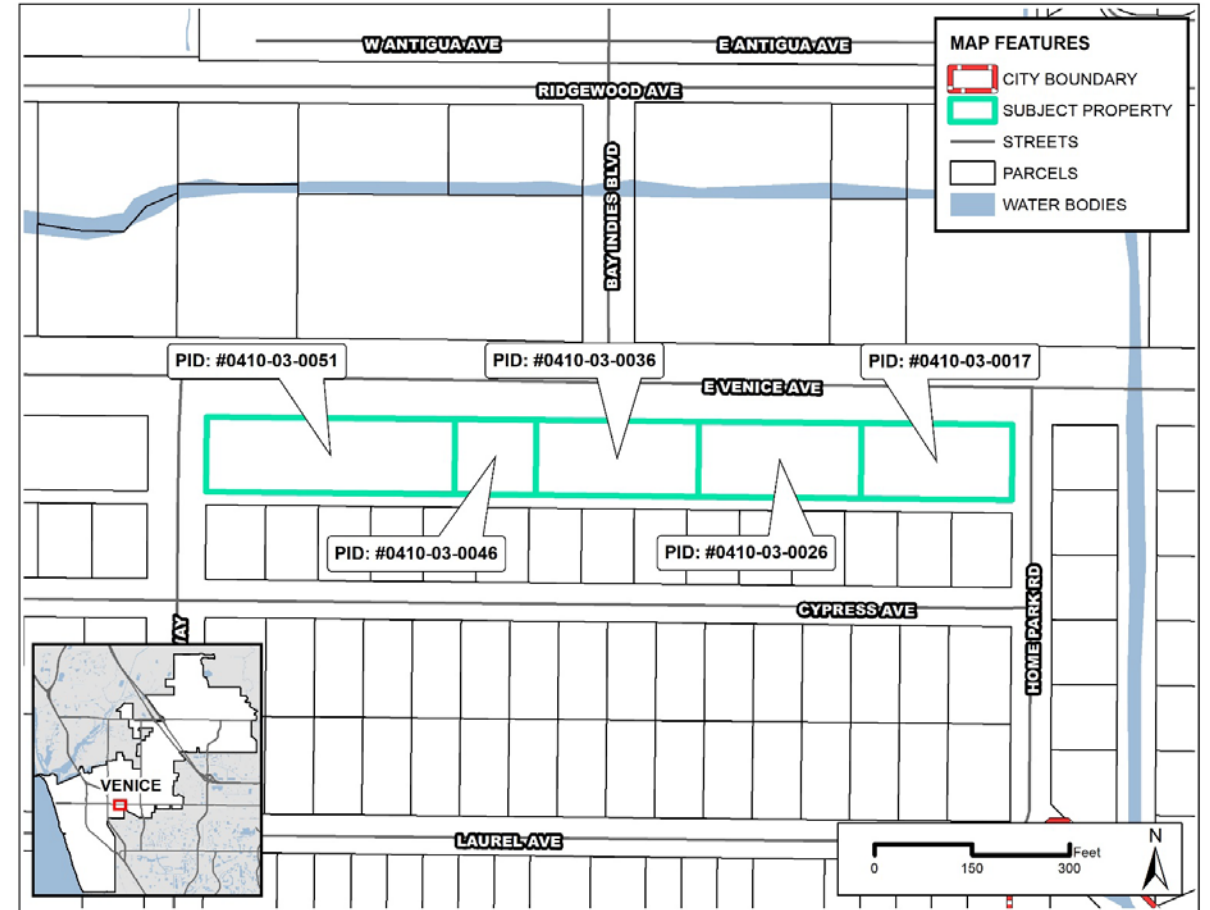 W ANTIGUA AVE
E ANTIGUA AVE
RIDGEWOOD AVE
BAY INDIES BLVD
MAP FEATURES
CITY BOUNDARY
SUBJECT PROPERTY
STREETS
PARCELS
WATER BODIES
PID: #0410-03-0051
PID: #0410-03-0036
PID: #0410-03-0017
E VENICE AVE
PID: #0410-03-0046
PID: #0410-03-0026
CYPRESS AVE
HOME PARK RD
VENICE
LAUREL AVE
N
Feet
0 150 300